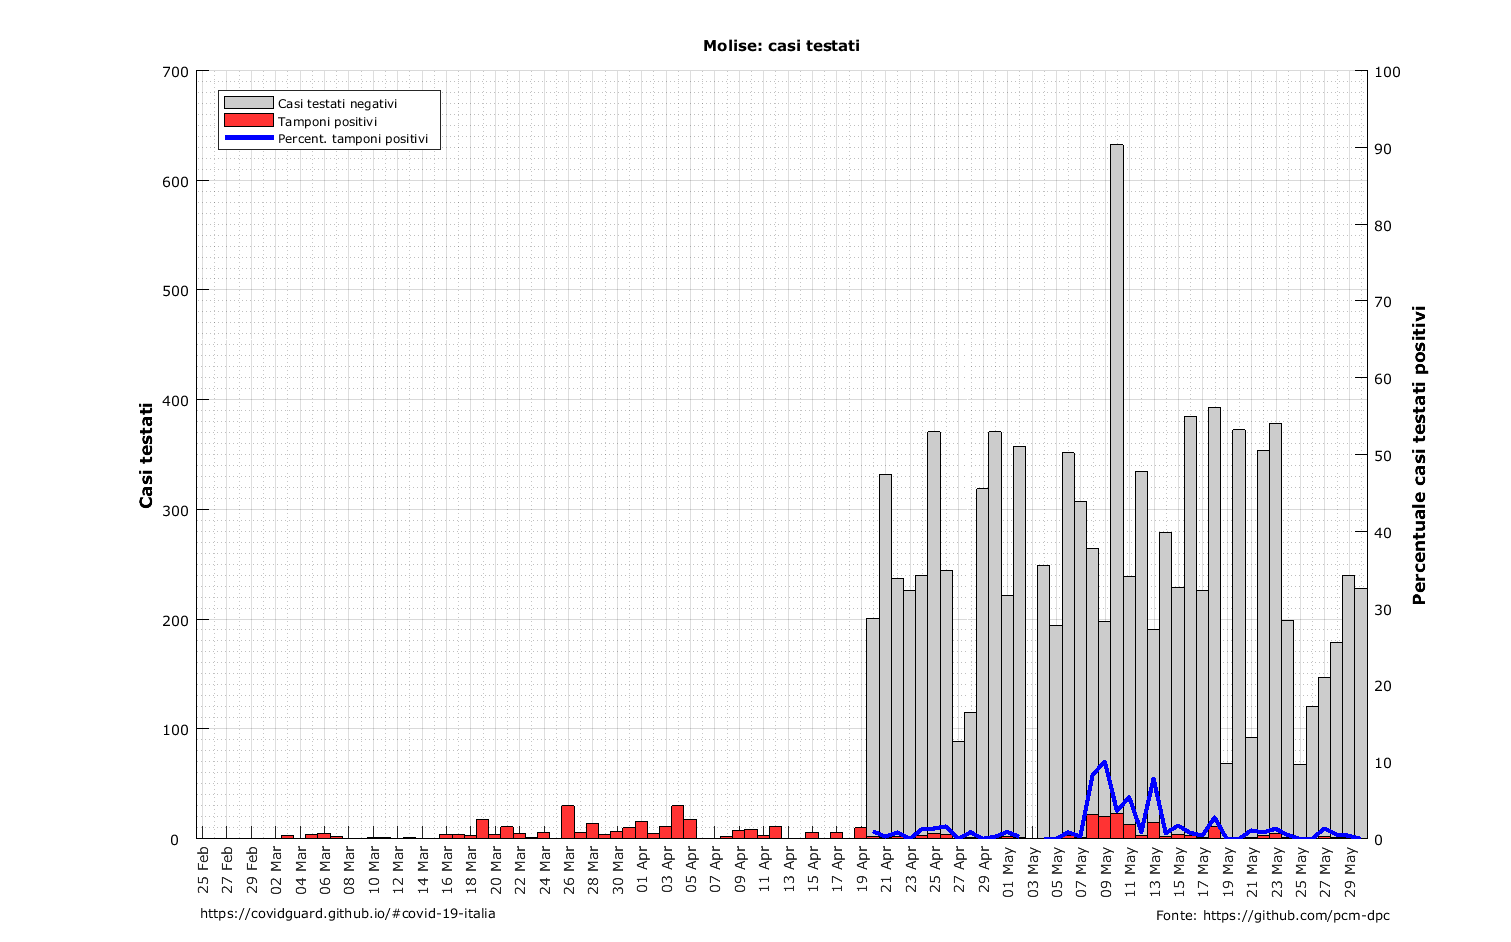 Molise: casi testati
Casi testati negativi
Tamponi positivi
Percent. tamponi positivi
Casi testati
700
600
500
400
300
200
100
0
Percentuale casi testati positivi
100
90
80
70
60
50
40
30
20
10
0
25 Feb
27 Feb
29 Feb
02 Mar
04 Mar
06 Mar
08 Mar
10 Mar
12 Mar
14 Mar
16 Mar
18 Mar
20 Mar
22 Mar
24 Mar
26 Mar
28 Mar
30 Mar
01 Apr
03 Apr
05 Apr
07 Apr
09 Apr
11 Apr
13 Apr
15 Apr
17 Apr
19 Apr
21 Apr
23 Apr
25 Apr
27 Apr
29 Apr
01 May
03 May
05 May
07 May
09 May
11 May
13 May
15 May
17 May
19 May
21 May
23 May
25 May
27 May
29 May
https://covidguard.github.io/#covid-19-italia
Fonte: https://github.com/pcm-dpc